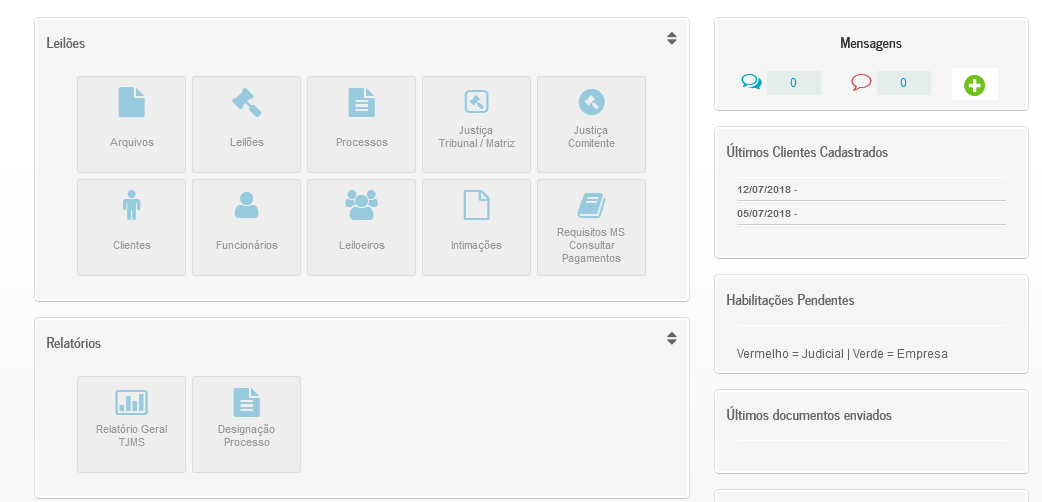 Leilões
Arquivos
Leilões
Processos
Justiça
Tribunal / Matriz
Justiça
Comitente
Clientes
Funcionários
Leiloeiros
Intimações
Requisitos MS
Consultar
Pagamentos
Relatórios
Relatório Geral
TJMS
Designação
Processo
Mensagens
0
0
Últimos Clientes Cadastrados
12/07/2018 -
05/07/2018 -
Habilitações Pendentes
Vermelho = Judicial | Verde = Empresa
Últimos documentos enviados